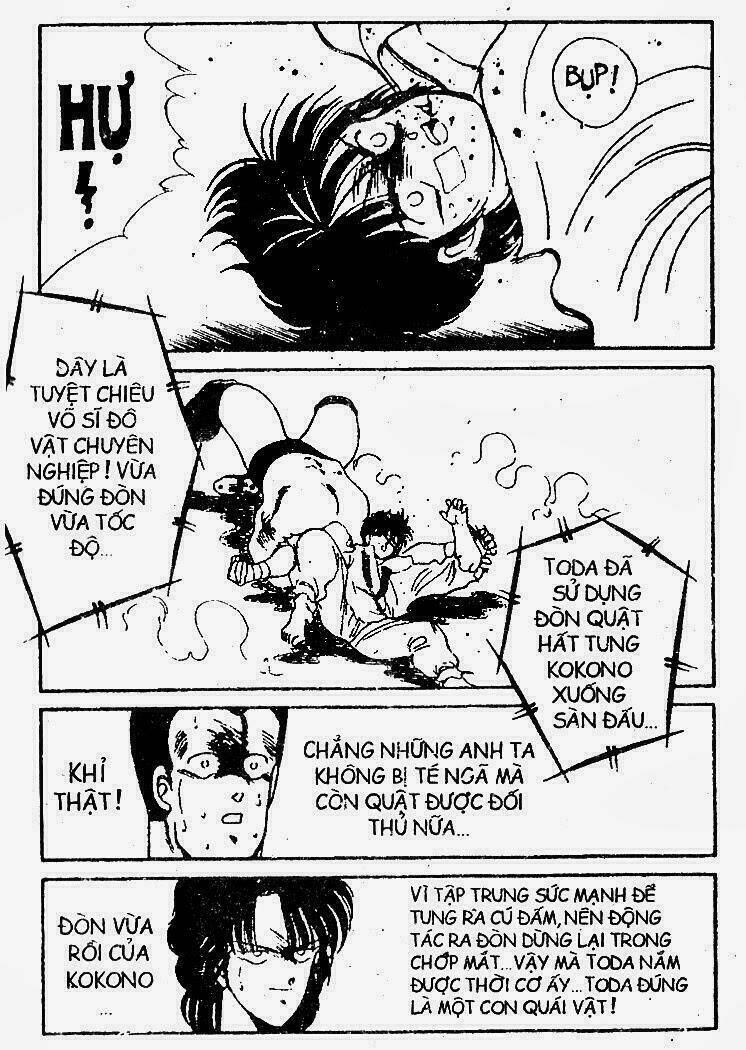 BỤP!
HỰ
!
ĐÂY LÀ
TUYỆT CHIÊU
VÕ SĨ ĐÔ
VẬT CHUYÊN
NGHIỆP! VỪA
ĐÚNG ĐÒN
VỪA TỐC
ĐỘ...
TODA ĐÃ
SỬ DỤNG
ĐÒN QUẬT
HẤT TUNG
KOKONO
XUỐNG
SÀN ĐẤU...
KHỈ
THẬT!
CHẲNG NHỮNG ANH TA
KHÔNG BỊ TÉ NGÃ MÀ
CÒN QUẬT ĐƯỢC ĐỐI
THỦ NỮA...
ĐÒN VỪA
RỒI CỦA
KOKONO
...
VÌ TẬP TRUNG SỨC MẠNH ĐỂ
TUNG RA CÚ ĐẤM, NÊN ĐỘNG
TÁC RA ĐÒN DỪNG LẠI TRONG
CHỚP MẮT...VẬY MÀ TODA NẮM
ĐƯỢC THỜI CƠ ẤY...TODA ĐÚNG
LÀ MỘT CON QUÁI VẬT!